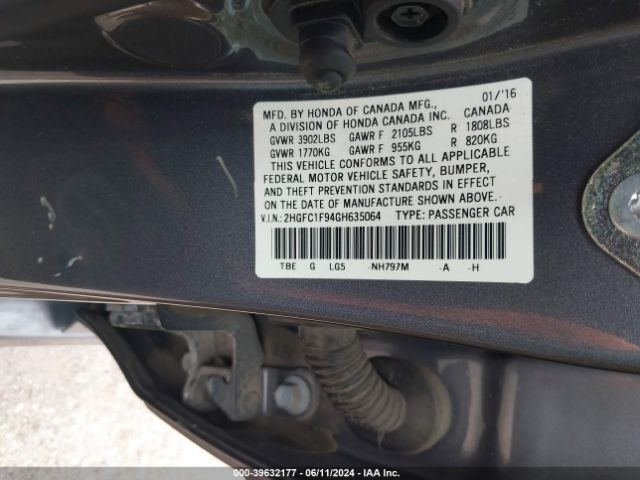 MFD. BY HONDA OF CANADA MFG., 01/'16
A DIVISION OF HONDA CANADA INC. CANADA
GVWR 3902LBS GAWR F 2105LBS R 1808LBS
GVWR 1770KG GAWR F 955KG R 820KG
THIS VEHICLE CONFORMS TO ALL APPLICABLE
FEDERAL MOTOR VEHICLE SAFETY, BUMPER,
AND THEFT PREVENTION STANDARDS IN EFFECT
ON THE DATE OF MANUFACTURE SHOWN ABOVE.
V.I.N.:2HGFC1F94GH635064 TYPE: PASSENGER CAR
TBE G LG5 -NH797M -A -H
000-39632177 - 06/11/2024 - IAA Inc.